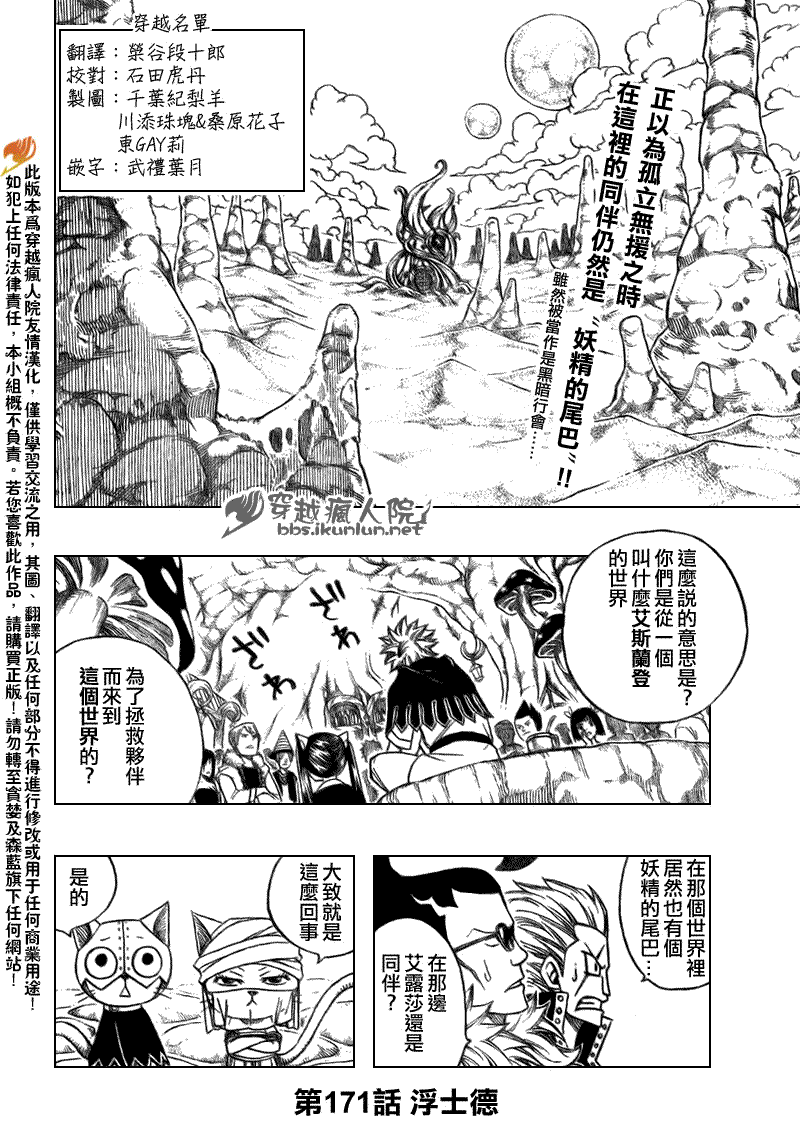 穿越名單
翻譯：榮谷段十郎
校對：石田虎丹
製圖：千葉紀梨羊
川添珠塊&桑原花子
東GAY莉
嵌字：武禮葉月
正以為孤立無援之時
在這裡的同伴仍然是“妖精的尾巴”!!
雖然被當作是黑暗行會……
此版本爲穿越瘋人院友情漢化，僅供學習交流之用，其圖、翻譯以及任何部分不得進行修改或用于任何商業用途！
如犯上任何法律責任，本小組概不負責。若您喜歡此作品，請購買正版！請勿轉至貪婪及森藍旗下任何網站！
穿越瘋人院
bbs.ikunlun.net
這麼說的意思是？
你們是從一個
叫什麼艾斯蘭登
的世界
ざわ
ざわ
為了拯救夥伴
而來到
這個世界的？
在那個世界裡
居然也有個
妖精的尾巴…
在那邊
艾露莎還是
同伴？
大致就是
這麼回事
是的
第171話 浮士德